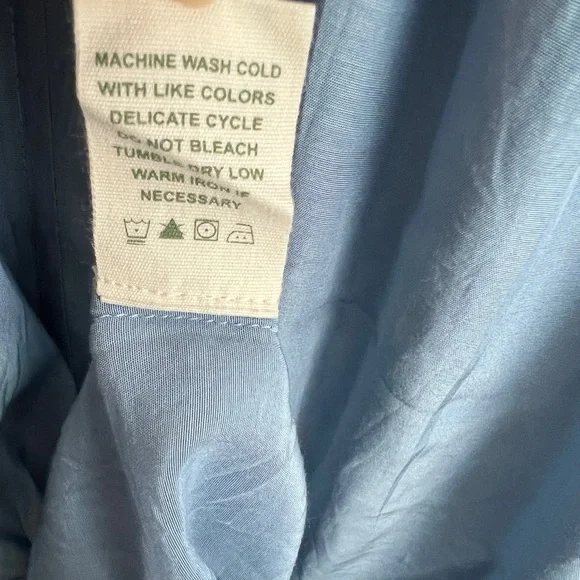 MACHINE WASH COLD
WITH LIKE COLORS
DELICATE CYCLE
DO NOT BLEACH
TUMBLE DRY LOW
WARM IRON IF
NECESSARY